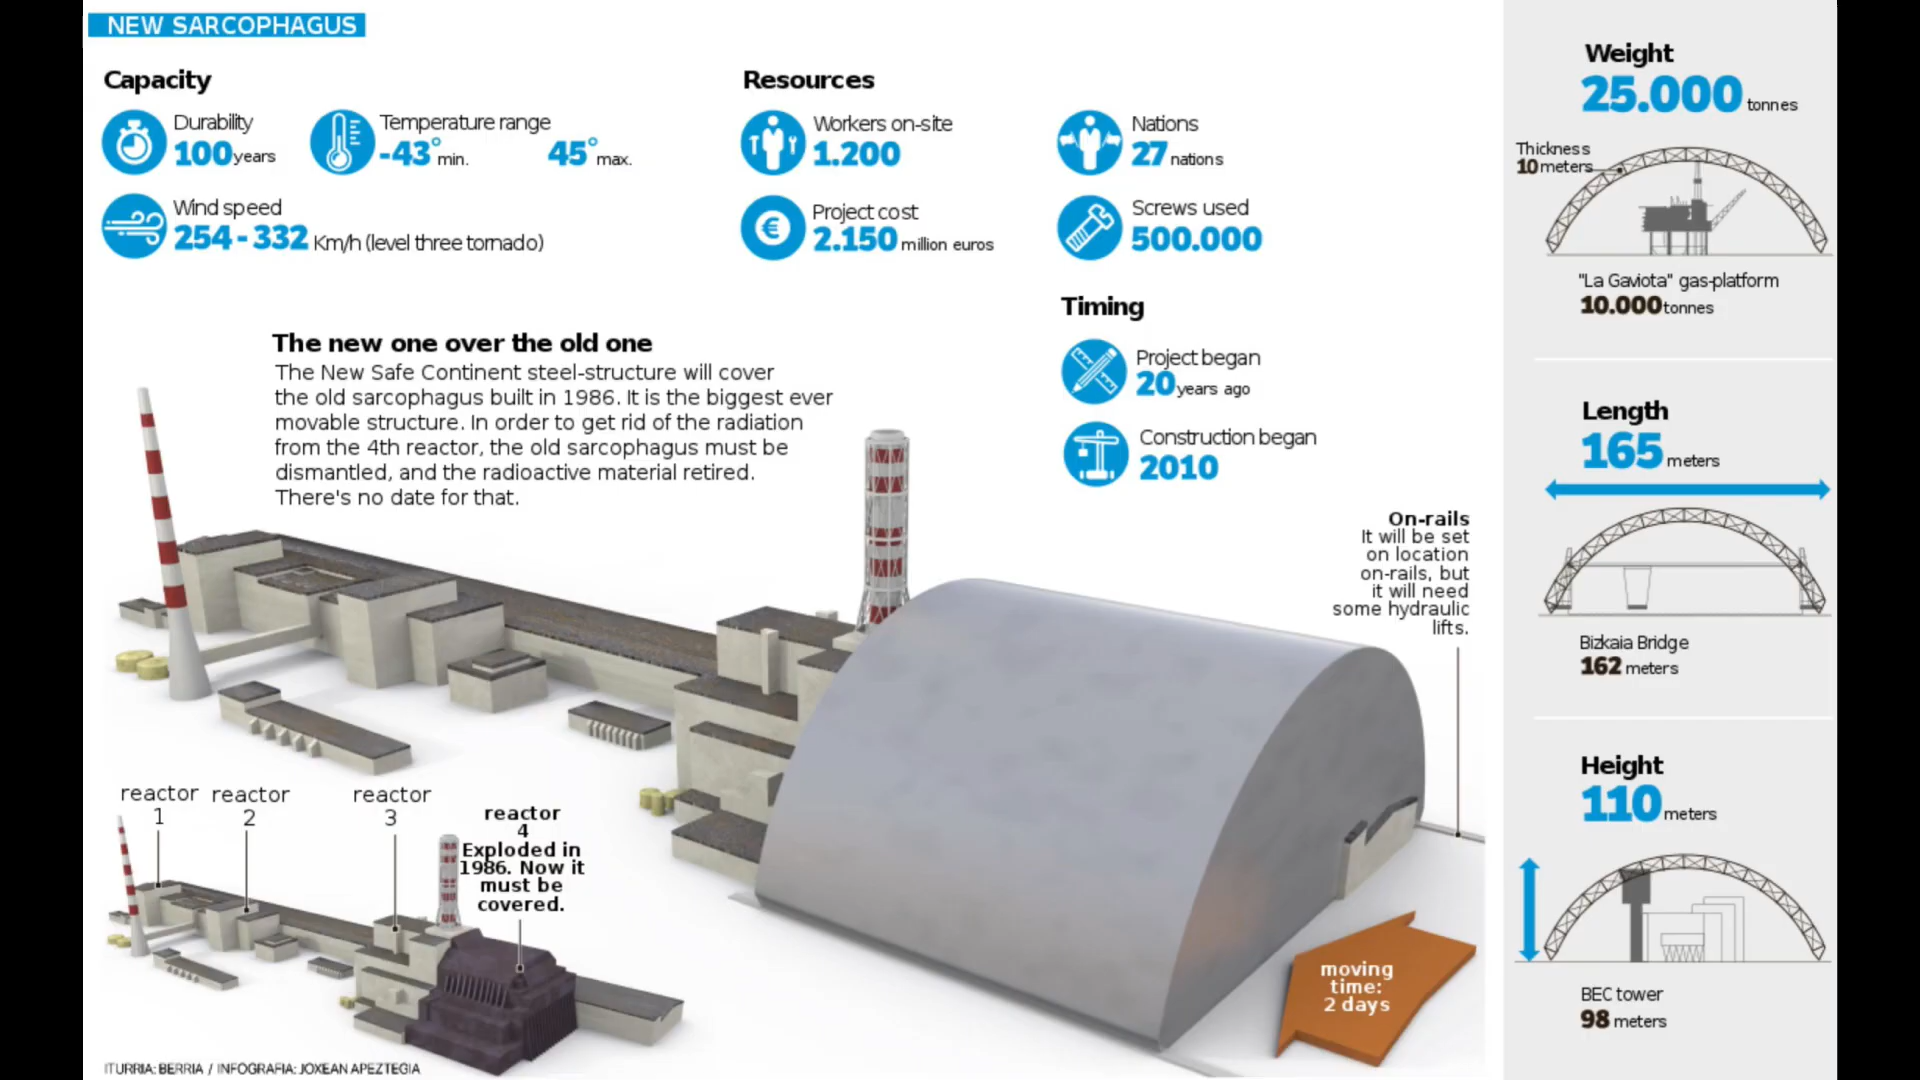 NEW SARCOPHAGUS
Capacity
Durability
100 years
Temperature range
-43° min. 45° max.
Wind speed
254 - 332 Km/h (level three tornado)
Resources
Workers on-site
1.200
Nations
27 nations
Project cost
2.150 million euros
Screws used
500.000
Timing
Project began
20 years ago
Construction began
2010
The new one over the old one
The New Safe Continent steel-structure will cover
the old sarcophagus built in 1986. It is the biggest ever
movable structure. In order to get rid of the radiation
from the 4th reactor, the old sarcophagus must be
dismantled, and the radioactive material retired.
There's no date for that.
On-rails
It will be set
on location
on-rails, but
it will need
some hydraulic
lifts.
reactor
1
reactor
2
reactor
3
reactor
4
Exploded in
1986. Now it
must be
covered.
moving
time:
2 days
ITURRIA: BERRIA / INFOGRAFIA: JOXEAN APEZTEGIA
Weight
25.000 tonnes
Thickness
10 meters
"La Gaviota" gas-platform
10.000 tonnes
Length
165 meters
Bizkaia Bridge
162 meters
Height
110 meters
BEC tower
98 meters